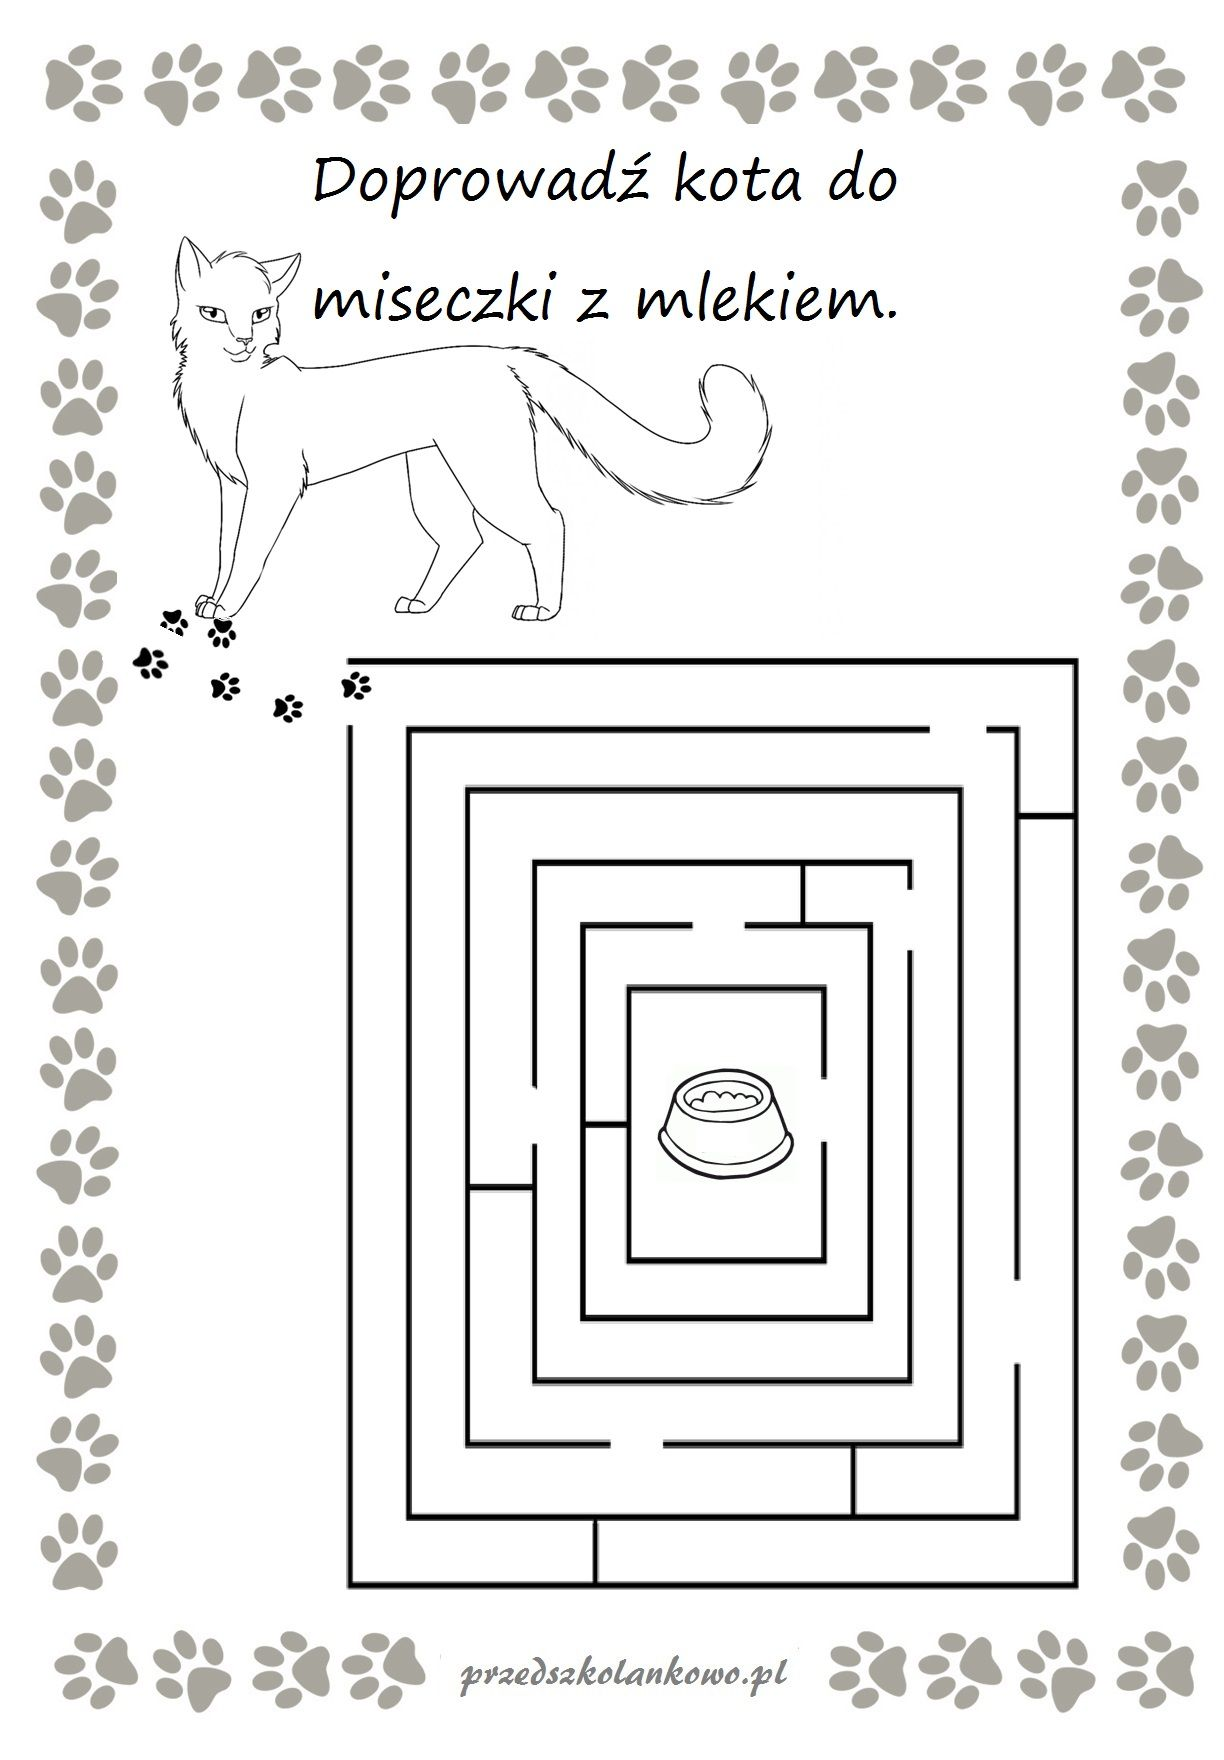 Doprowadź kota do
miseczki z mlekiem.
przedszkolankowo.pl